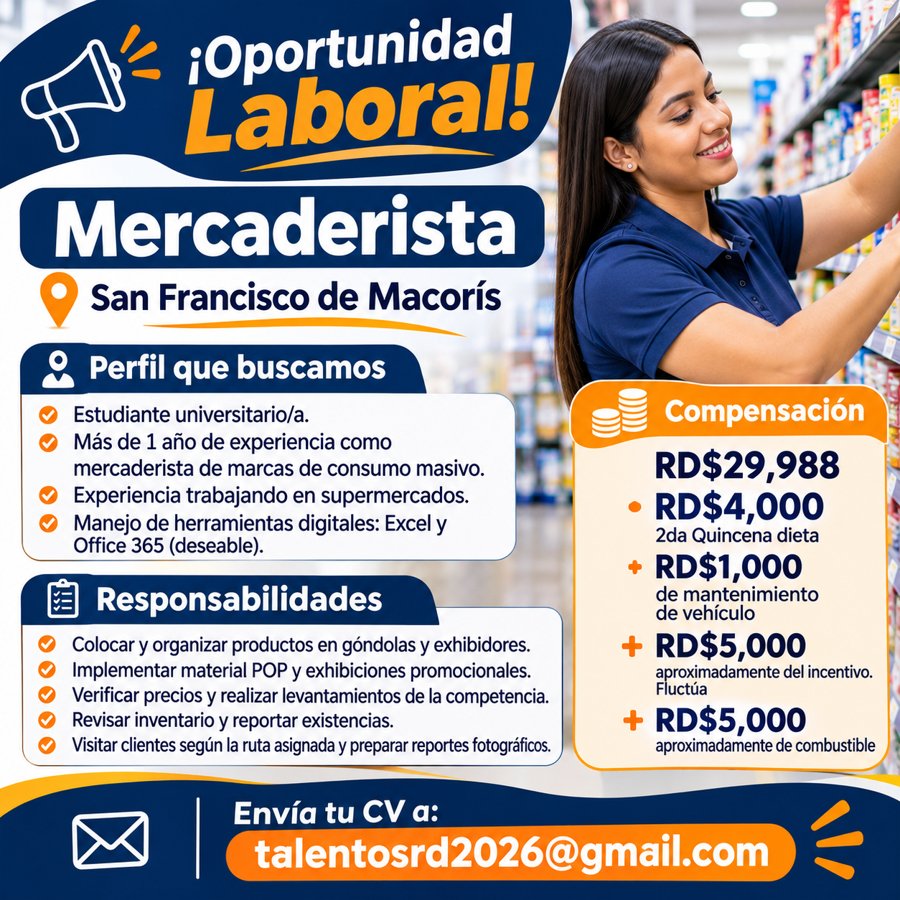 ¡Oportunidad
Laboral!
Mercaderista
San Francisco de Macorís
Perfil que buscamos
Estudiante universitario/a.
Más de 1 año de experiencia como
mercaderista de marcas de consumo masivo.
Experiencia trabajando en supermercados.
Manejo de herramientas digitales: Excel y
Office 365 (deseable).
Responsabilidades
Colocar y organizar productos en góndolas y exhibidores.
Implementar material POP y exhibiciones promocionales.
Verificar precios y realizar levantamientos de la competencia.
Revisar inventario y reportar existencias.
Visitar clientes según la ruta asignada y preparar reportes fotográficos.
Compensación
RD$29,988
RD$4,000
2da Quincena dieta
+ RD$1,000
de mantenimiento
de vehículo
+ RD$5,000
aproximadamente del incentivo.
Fluctúa
+ RD$5,000
aproximadamente de combustible
Envía tu CV a:
talentosrd2026@gmail.com